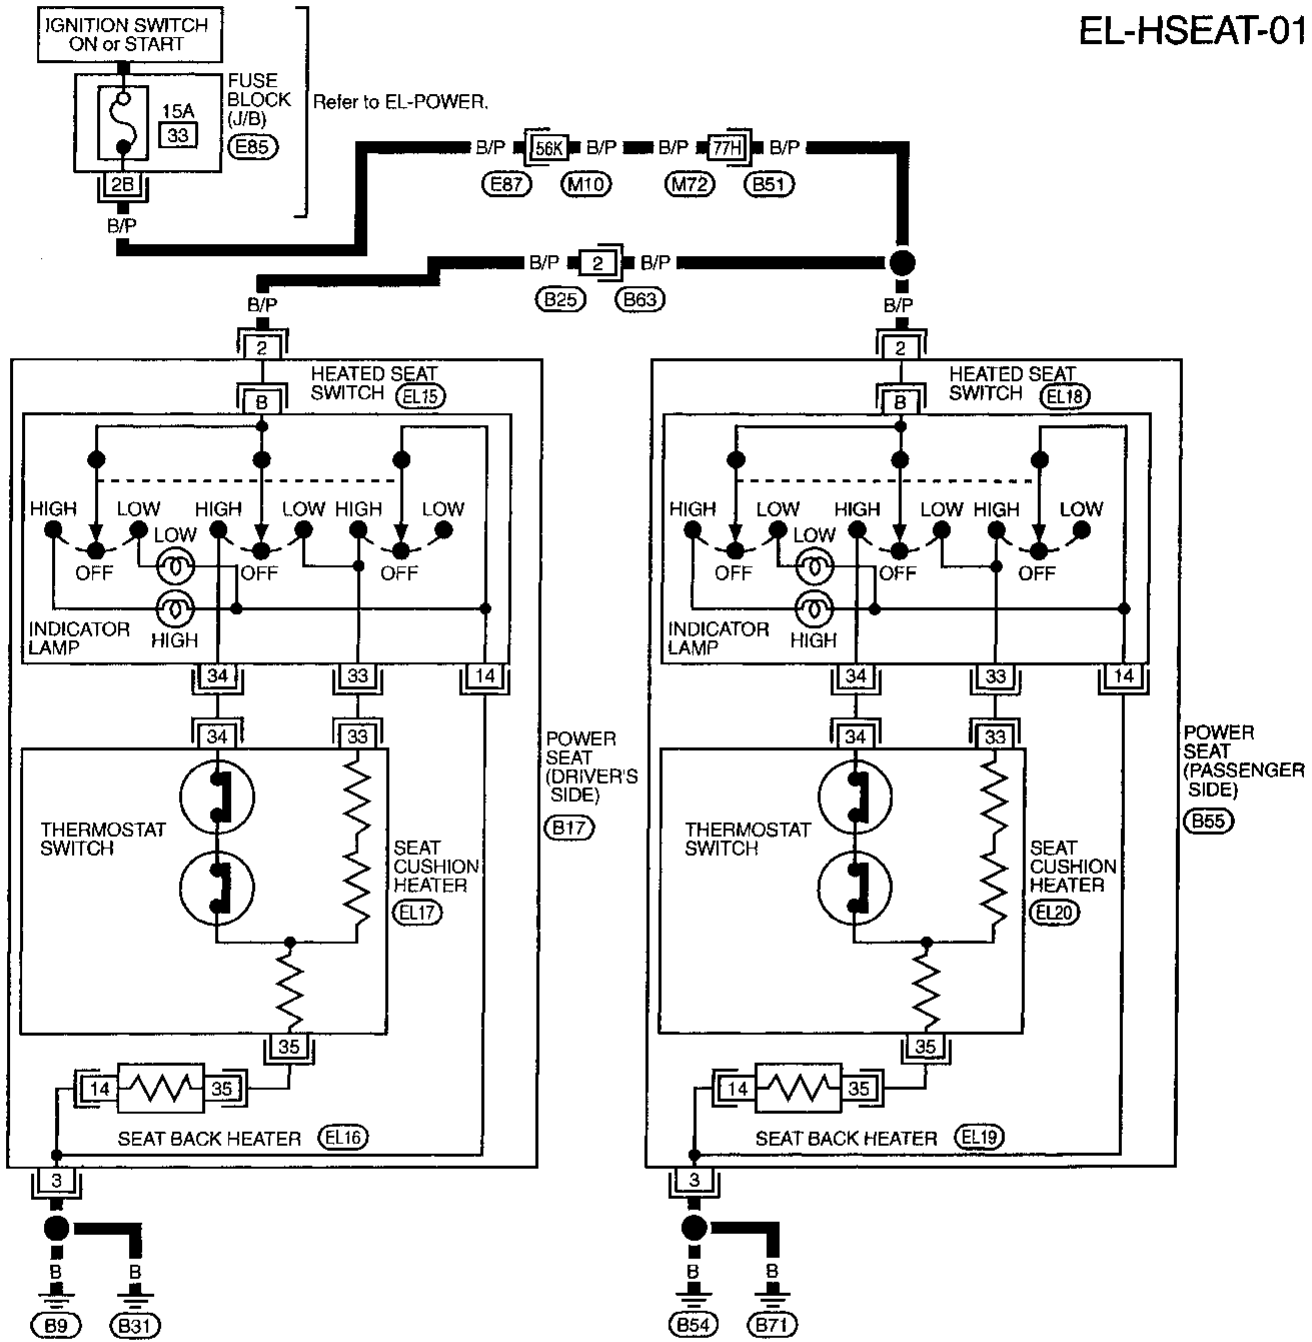 EL-HSEAT-01
IGNITION SWITCH
ON or START
FUSE
BLOCK
(J/B)
E85
15A
33
2B
Refer to EL-POWER.
B/P
B/P
56K
B/P
B/P
77H
B/P
E87
M10
M72
B51
B/P
2
B/P
B25
B63
B/P
B/P
2
HEATED SEAT
SWITCH
EL15
B
HIGH
LOW
HIGH
LOW
HIGH
LOW
LOW
OFF
OFF
OFF
INDICATOR
LAMP
HIGH
34
33
14
34
33
THERMOSTAT
SWITCH
SEAT
CUSHION
HEATER
EL17
POWER
SEAT
(DRIVER'S
SIDE)
B17
35
14
35
SEAT BACK HEATER
EL16
3
B
B
B9
B31
2
HEATED SEAT
SWITCH
EL18
B
HIGH
LOW
HIGH
LOW
HIGH
LOW
LOW
OFF
OFF
OFF
INDICATOR
LAMP
HIGH
34
33
14
34
33
THERMOSTAT
SWITCH
SEAT
CUSHION
HEATER
EL20
POWER
SEAT
(PASSENGER
SIDE)
B55
35
14
35
SEAT BACK HEATER
EL19
3
B
B
B54
B71